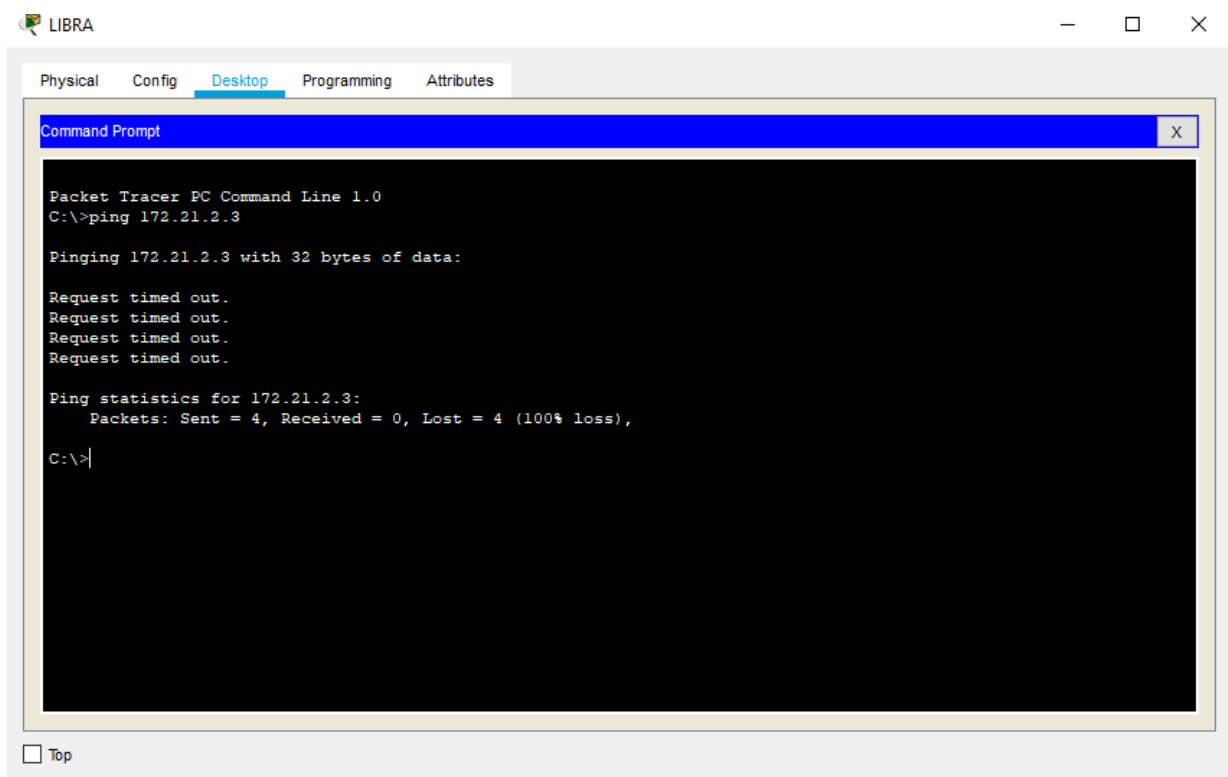 LIBRA
Physical Config Desktop Programming Attributes
Command Prompt
X
Packet Tracer PC Command Line 1.0
C:\>ping 172.21.2.3
Pinging 172.21.2.3 with 32 bytes of data:
Request timed out.
Request timed out.
Request timed out.
Request timed out.
Ping statistics for 172.21.2.3:
Packets: Sent = 4, Received = 0, Lost = 4 (100% loss),
C:\>
Top